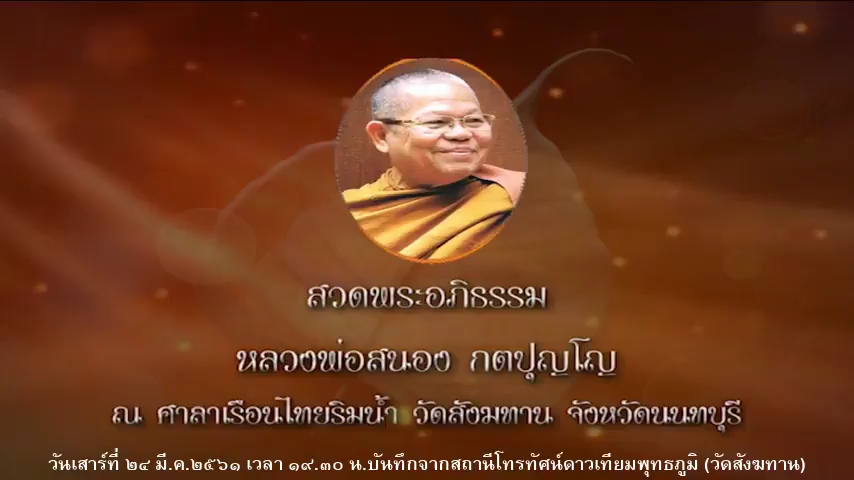 สวดพระอภิธรรม
หลวงพ่อสนอง กตปุญโญ
ณ ศาลาเรือนไทยริมน้ำ วัดสังฆทาน จังหวัดนนทบุรี
วันเสาร์ที่ ๒๔ มี.ค.๒๕๖๑ เวลา ๑๙.๓๐ น.บันทึกจากสถานีโทรทัศน์ดาวเทียมพุทธภูมิ (วัดสังฆทาน)